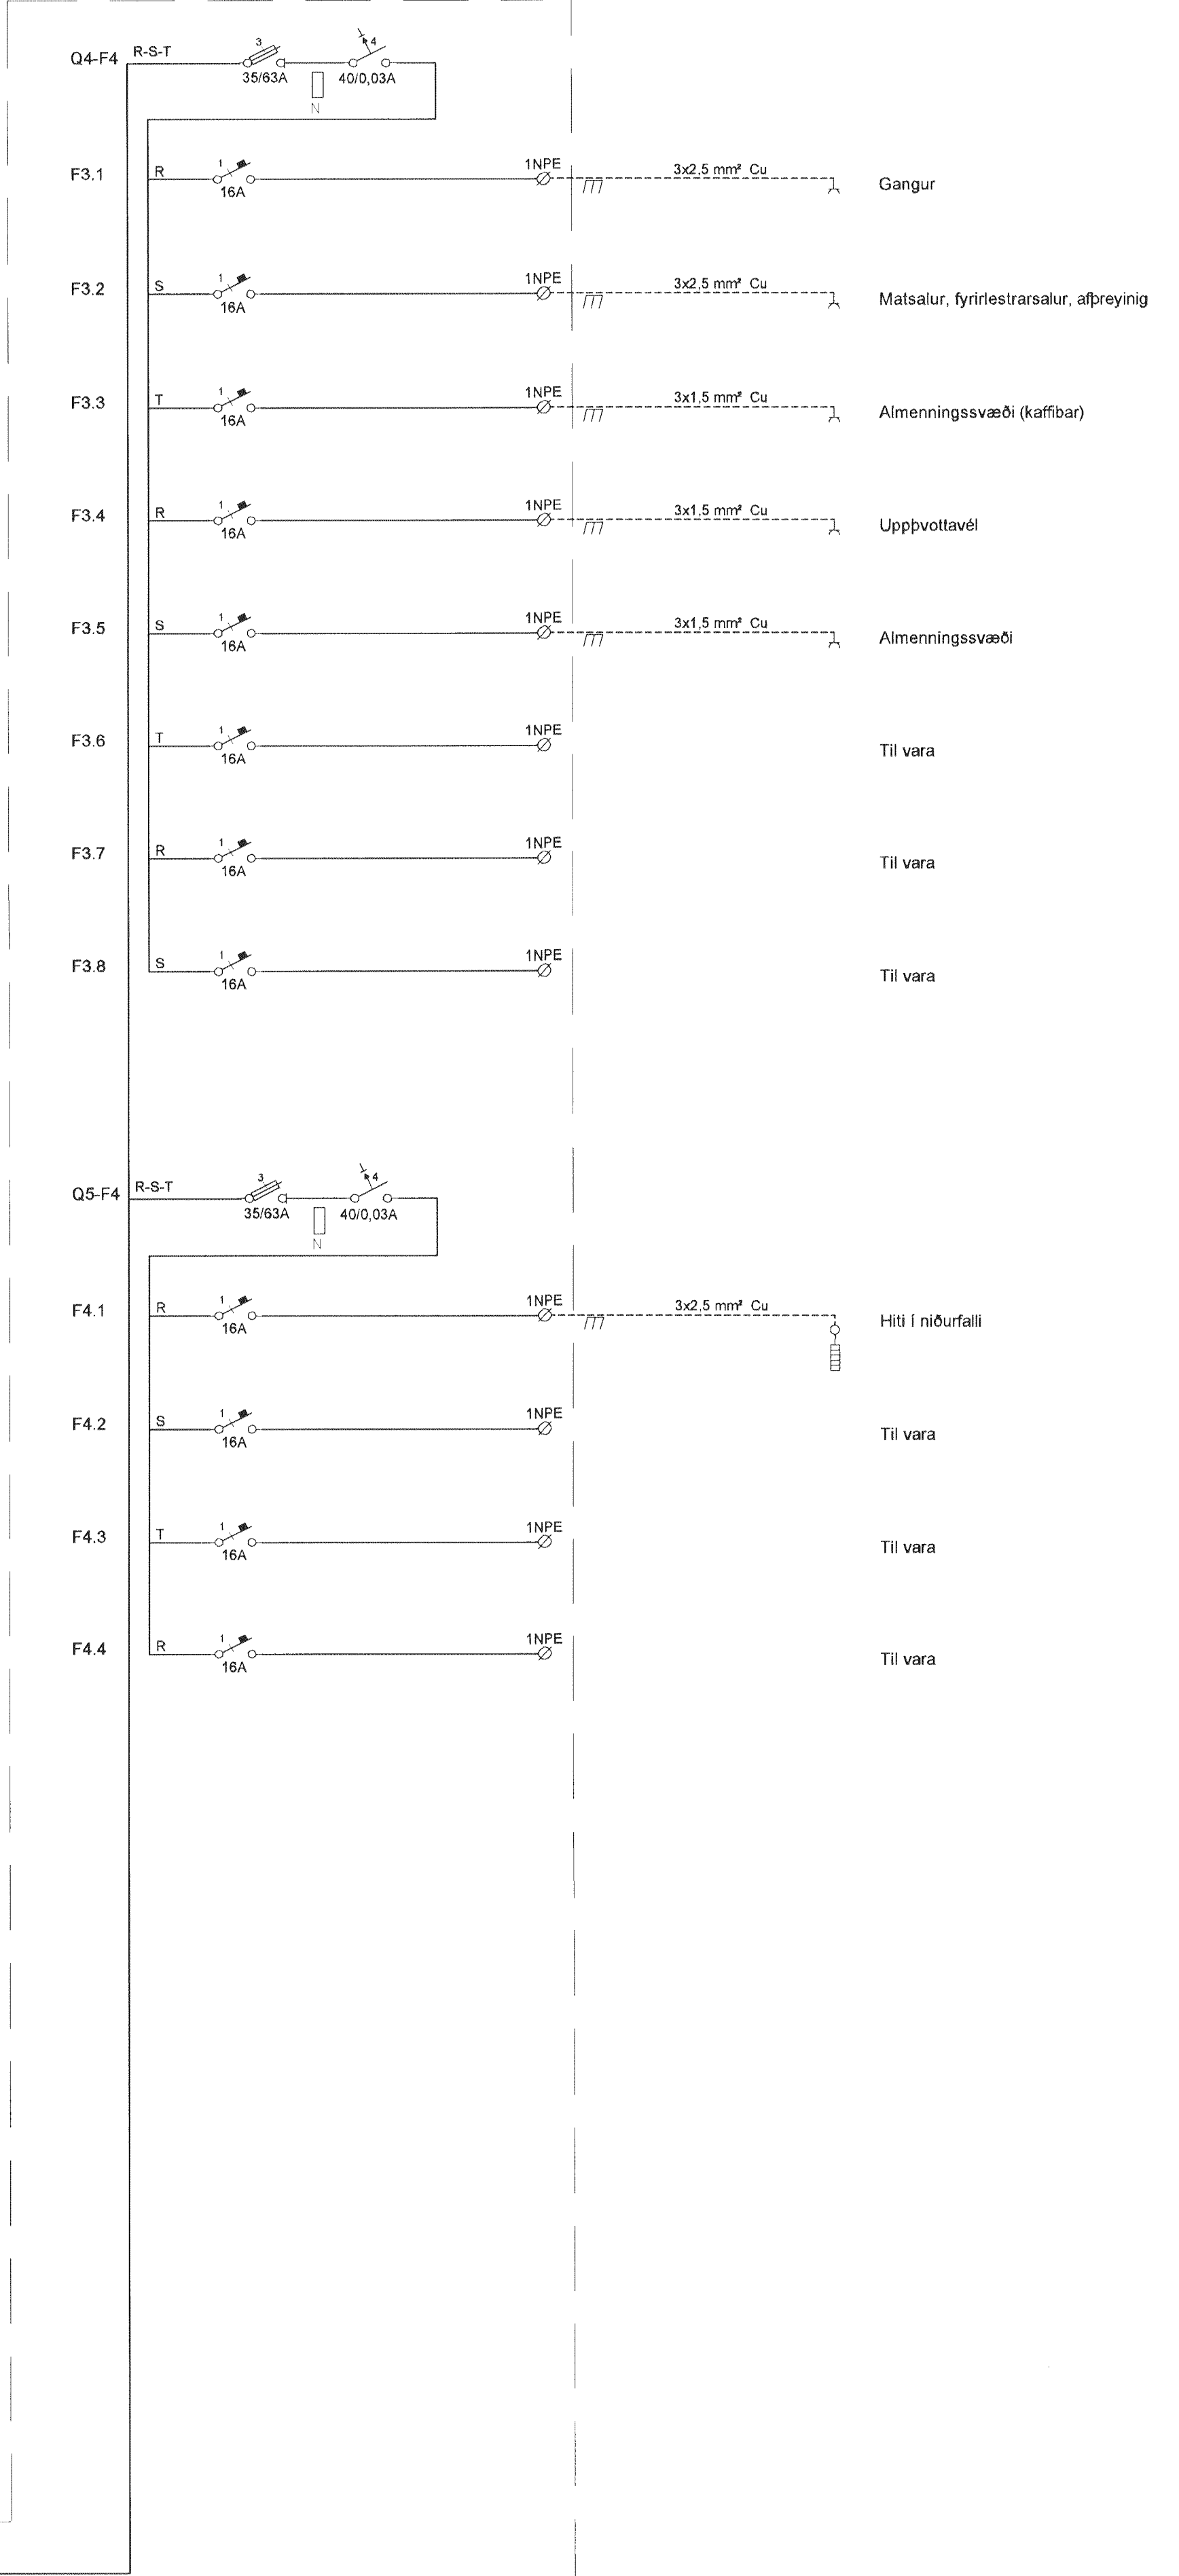 Q4-F4 R-S-T 3 4
35/63A 40/0,03A
N
F3.1 R 1 16A 1NPE 3x2,5 mm² Cu Gangur
F3.2 S 1 16A 1NPE 3x2,5 mm² Cu Matsalur, fyrirlestrarsalur, afþreyinig
F3.3 T 1 16A 1NPE 3x1,5 mm² Cu Almenningssvæði (kaffibar)
F3.4 R 1 16A 1NPE 3x1,5 mm² Cu Uppþvottavél
F3.5 S 1 16A 1NPE 3x1,5 mm² Cu Almenningssvæði
F3.6 T 1 16A 1NPE Til vara
F3.7 R 1 16A 1NPE Til vara
F3.8 S 1 16A 1NPE Til vara
Q5-F4 R-S-T 3 4
35/63A 40/0,03A
N
F4.1 R 1 16A 1NPE 3x2,5 mm² Cu Hiti í niðurfalli
F4.2 S 1 16A 1NPE Til vara
F4.3 T 1 16A 1NPE Til vara
F4.4 R 1 16A 1NPE Til vara